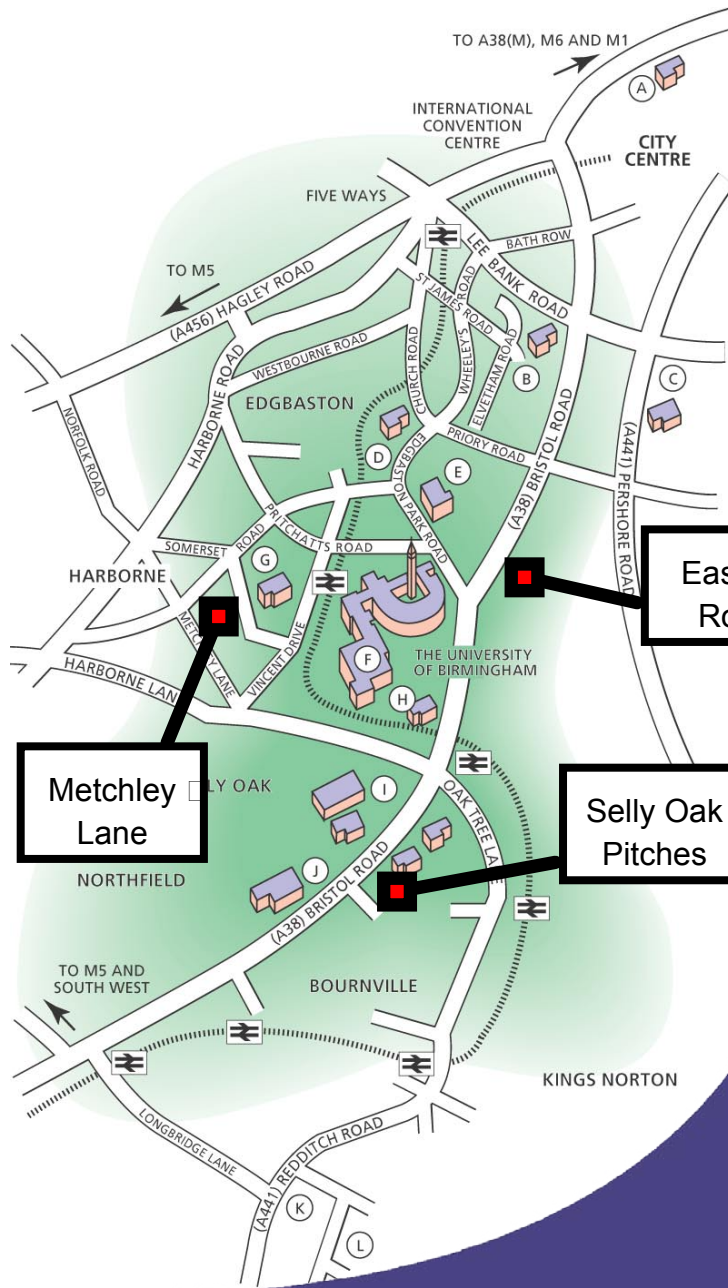 TO A38(M), M6 AND M1
A
INTERNATIONAL
CONVENTION
CENTRE
CITY
CENTRE
FIVE WAYS
BATH ROW
LEE BANK ROAD
TO M5
(A456) HAGLEY ROAD
ST JAMES ROAD
WHEELEY'S ROAD
ELVETHAM ROAD
B
C
WESTBOURNE ROAD
CHURCH ROAD
HARBORNE ROAD
EDGBASTON
NORFOLK ROAD
D
E
EDGBASTON PARK ROAD
PRIORY ROAD
(A38) BRISTOL ROAD
(A441) PERSHORE ROAD
PRITCHATTS ROAD
SOMERSET ROAD
G
HARBORNE
METCHLEY LANE
VINCENT DRIVE
HARBORNE LANE
F
THE UNIVERSITY
OF BIRMINGHAM
H
Metchley
Lane
LY OAK
I
OAK TREE LANE
Selly Oak
Pitches
NORTHFIELD
J
(A38) BRISTOL ROAD
TO M5 AND
SOUTH WEST
BOURNVILLE
KINGS NORTON
LONGBRIDGE LANE
(A441) REDDITCH ROAD
K
L